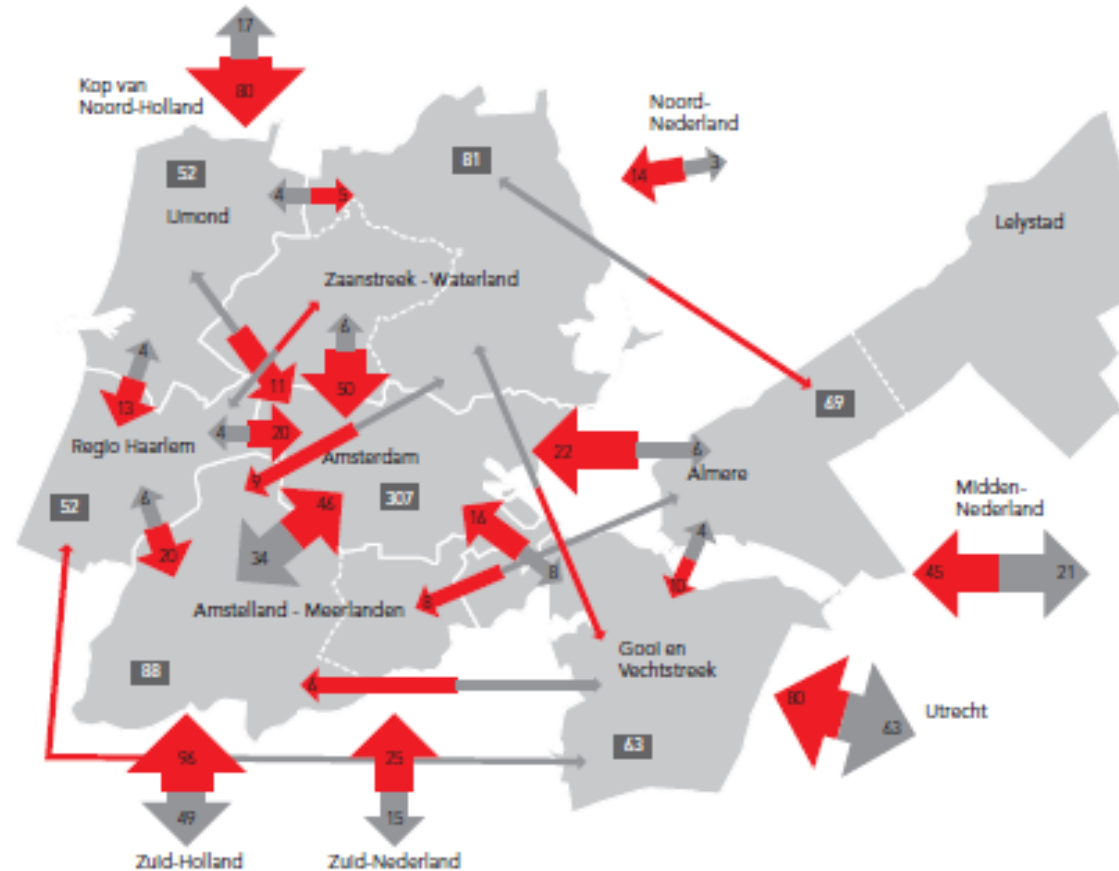 17
80
Kop van
Noord-Holland
Noord-
Nederland
14
3
52
81
4
5
IJmond
Lelystad
Zaanstreek - Waterland
6
4
11
50
13
69
4
20
Regio Haarlem
Amsterdam
22
6
Almere
9
46
307
52
6
16
Midden-
Nederland
20
34
8
4
10
45
21
8
Amstelland - Meerlanden
Gooi en
Vechtstreek
88
6
80
63
Utrecht
63
96
25
49
15
Zuid-Holland
Zuid-Nederland